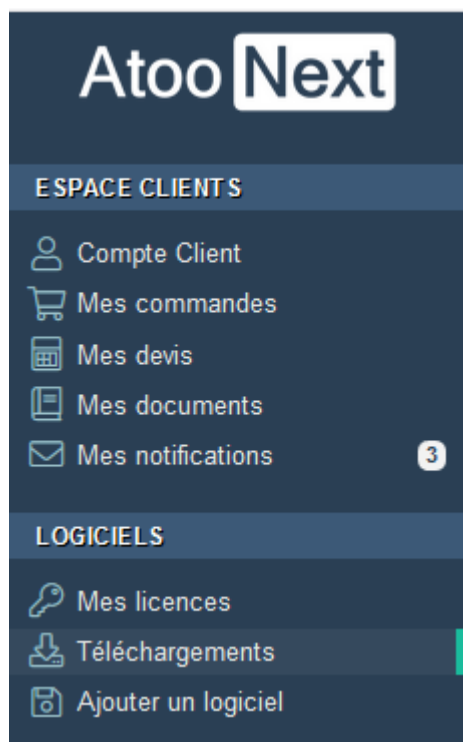 Atoo Next
ESPACE CLIENTS
Compte Client
Mes commandes
Mes devis
Mes documents
Mes notifications 3
LOGICIELS
Mes licences
Téléchargements
Ajouter un logiciel